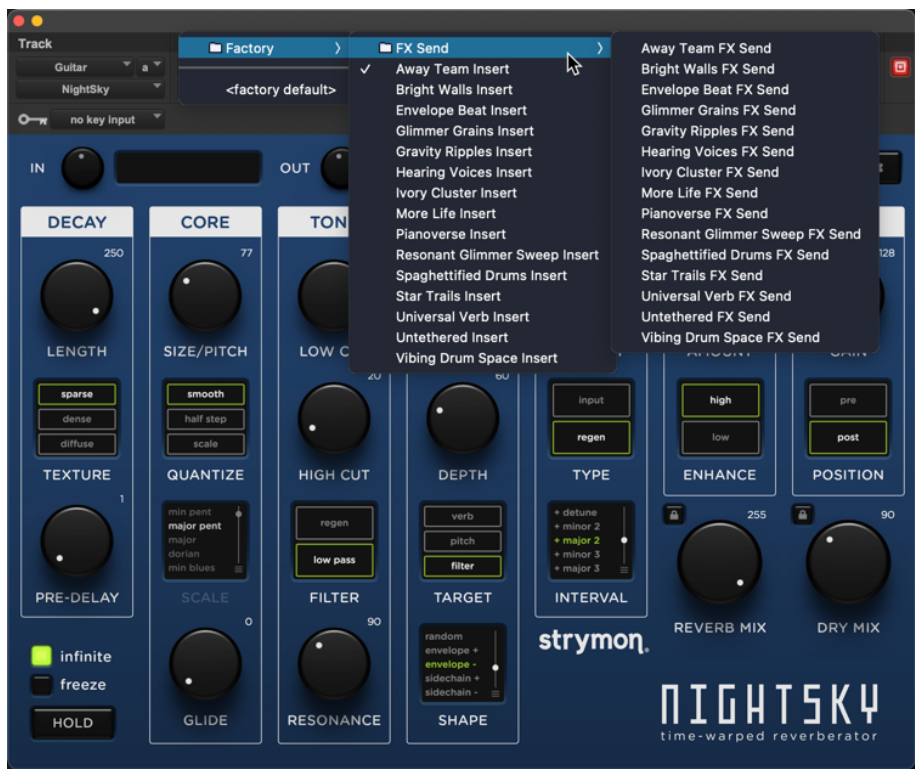 Track
Guitar
a
NightSky
no key input
Factory
<factory default>
FX Send
Away Team Insert
Bright Walls Insert
Envelope Beat Insert
Glimmer Grains Insert
Gravity Ripples Insert
Hearing Voices Insert
Ivory Cluster Insert
More Life Insert
Pianoverse Insert
Resonant Glimmer Sweep Insert
Spaghettified Drums Insert
Star Trails Insert
Universal Verb Insert
Untethered Insert
Vibing Drum Space Insert
Away Team FX Send
Bright Walls FX Send
Envelope Beat FX Send
Glimmer Grains FX Send
Gravity Ripples FX Send
Hearing Voices FX Send
Ivory Cluster FX Send
More Life FX Send
Pianoverse FX Send
Resonant Glimmer Sweep FX Send
Spaghettified Drums FX Send
Star Trails FX Send
Universal Verb FX Send
Untethered FX Send
Vibing Drum Space FX Send
IN
OUT
DECAY
250
LENGTH
sparse
dense
diffuse
TEXTURE
1
PRE-DELAY
infinite
freeze
HOLD
CORE
77
SIZE/PITCH
smooth
half step
scale
QUANTIZE
min pent
major pent
major
dorian
min blues
SCALE
0
GLIDE
TON
LOW C
20
HIGH CUT
regen
low pass
FILTER
90
RESONANCE
60
DEPTH
verb
pitch
filter
TARGET
random
envelope +
envelope -
sidechain +
sidechain -
SHAPE
input
regen
TYPE
+ detune
+ minor 2
+ major 2
+ minor 3
+ major 3
INTERVAL
AMOUNT
high
low
ENHANCE
128
GAIN
pre
post
POSITION
255
REVERB MIX
90
DRY MIX
strymon.
NIGHTSKY
time-warped reverberator